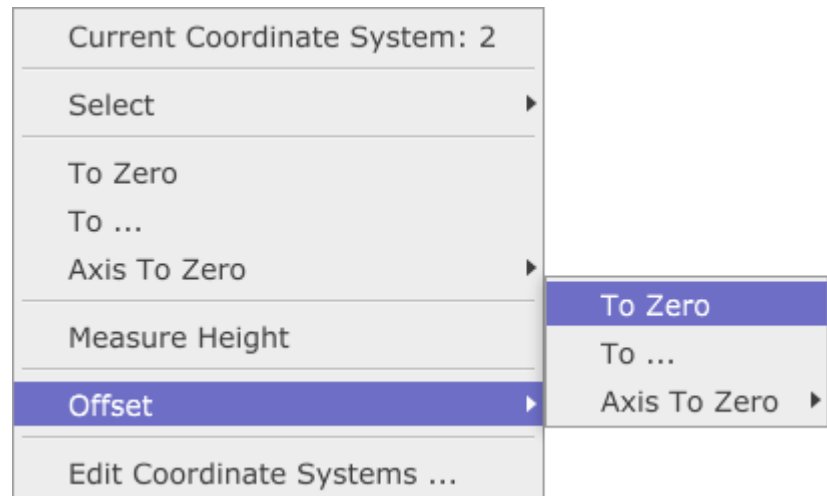 Current Coordinate System: 2
Select
To Zero
To ...
Axis To Zero
Measure Height
Offset
Edit Coordinate Systems ...
To Zero
To ...
Axis To Zero